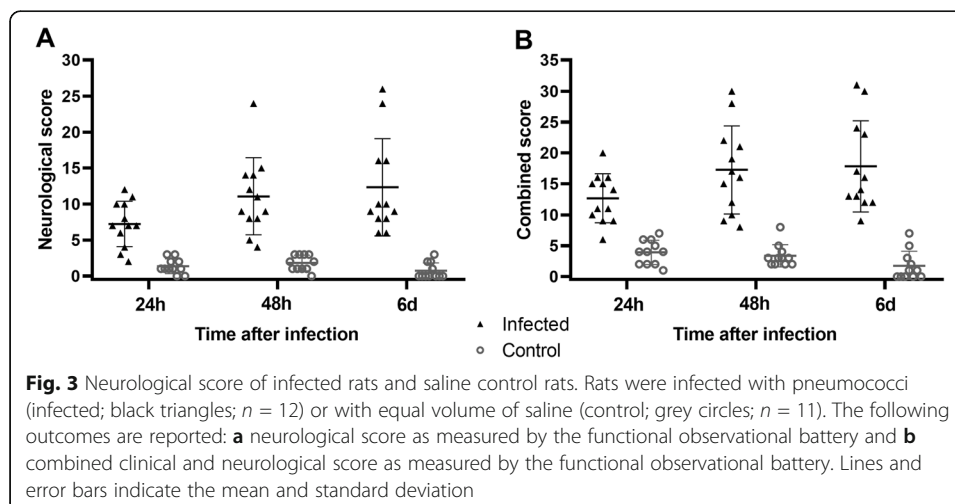 A
B
30
25
20
15
10
5
0
Neurological score
24h
48h
6d
Time after infection
35
30
25
20
15
10
5
0
Combined score
24h
48h
6d
Time after infection
Infected
Control
Fig. 3 Neurological score of infected rats and saline control rats. Rats were infected with pneumococci
(infected; black triangles; n = 12) or with equal volume of saline (control; grey circles; n = 11). The following
outcomes are reported: a neurological score as measured by the functional observational battery and b
combined clinical and neurological score as measured by the functional observational battery. Lines and
error bars indicate the mean and standard deviation